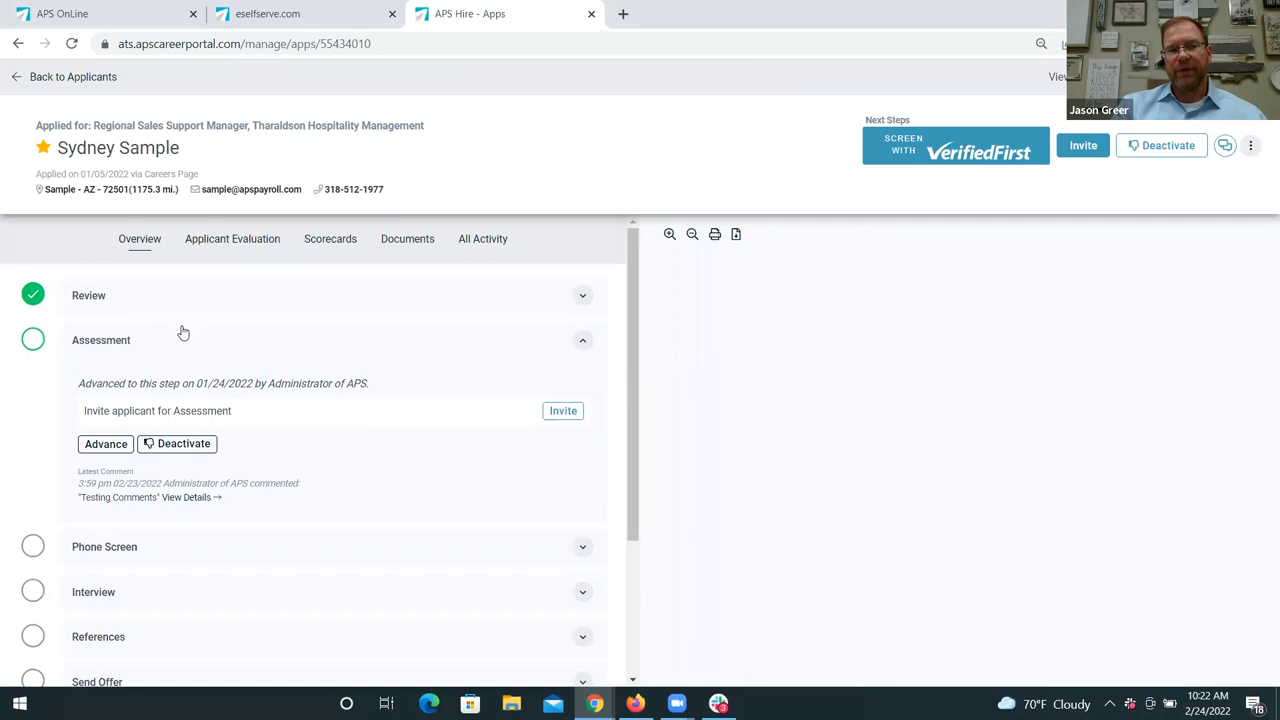 APS OnLine
eselfserve.com
APS Hire - Apps
ats.apscareerportal.com/manage/apps/55434010
Back to Applicants
Applied for: Regional Sales Support Manager, Tharaldson Hospitality Management
Sydney Sample
Applied on 01/05/2022 via Careers Page
Sample - AZ - 72501(1175.3 mi.) sample@apspayroll.com 318-512-1977
Next Steps
SCREEN WITH VerifiedFirst
Invite
Deactivate
Jason Greer
Overview Applicant Evaluation Scorecards Documents All Activity
Review
Assessment
Advanced to this step on 01/24/2022 by Administrator of APS.
Invite applicant for Assessment Invite
Advance Deactivate
Latest Comment
3:59 pm 02/23/2022 Administrator of APS commented:
"Testing Comments" View Details →
Phone Screen
Interview
References
Send Offer
70°F Cloudy
10:22 AM
2/24/2022
18